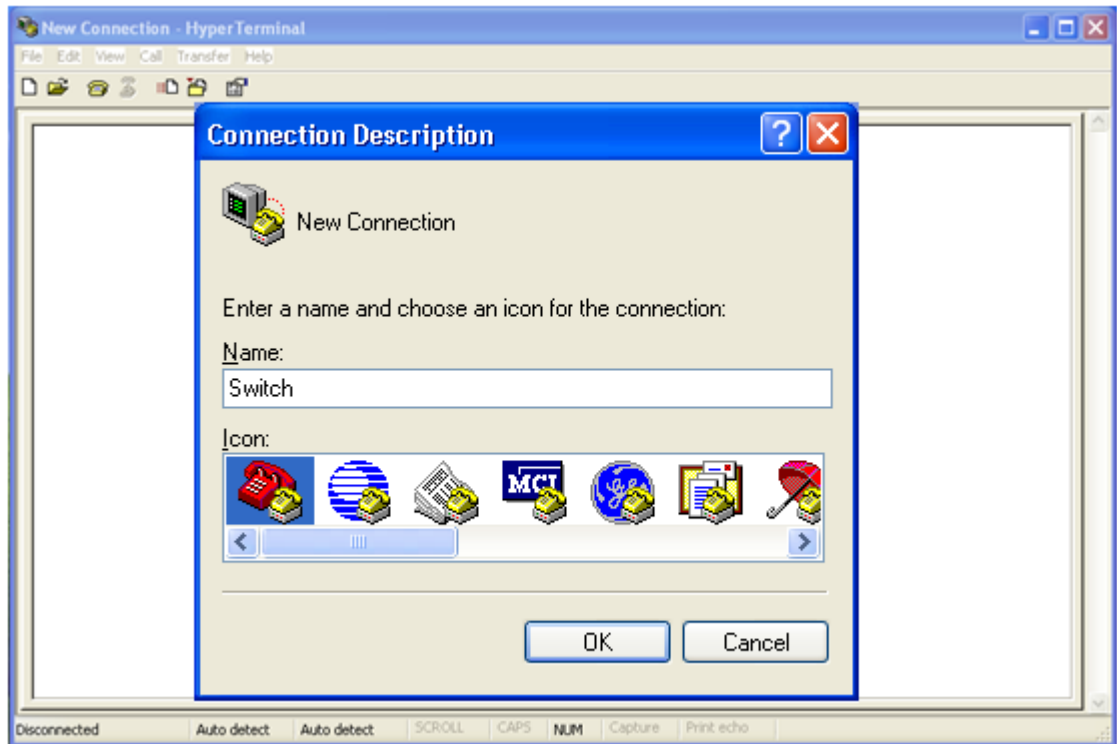 New Connection - HyperTerminal
File Edit View Call Transfer Help
Connection Description
New Connection
Enter a name and choose an icon for the connection:
Name:
Switch
Icon:
MCI
OK Cancel
Disconnected Auto detect Auto detect SCROLL CAPS NUM Capture Print echo